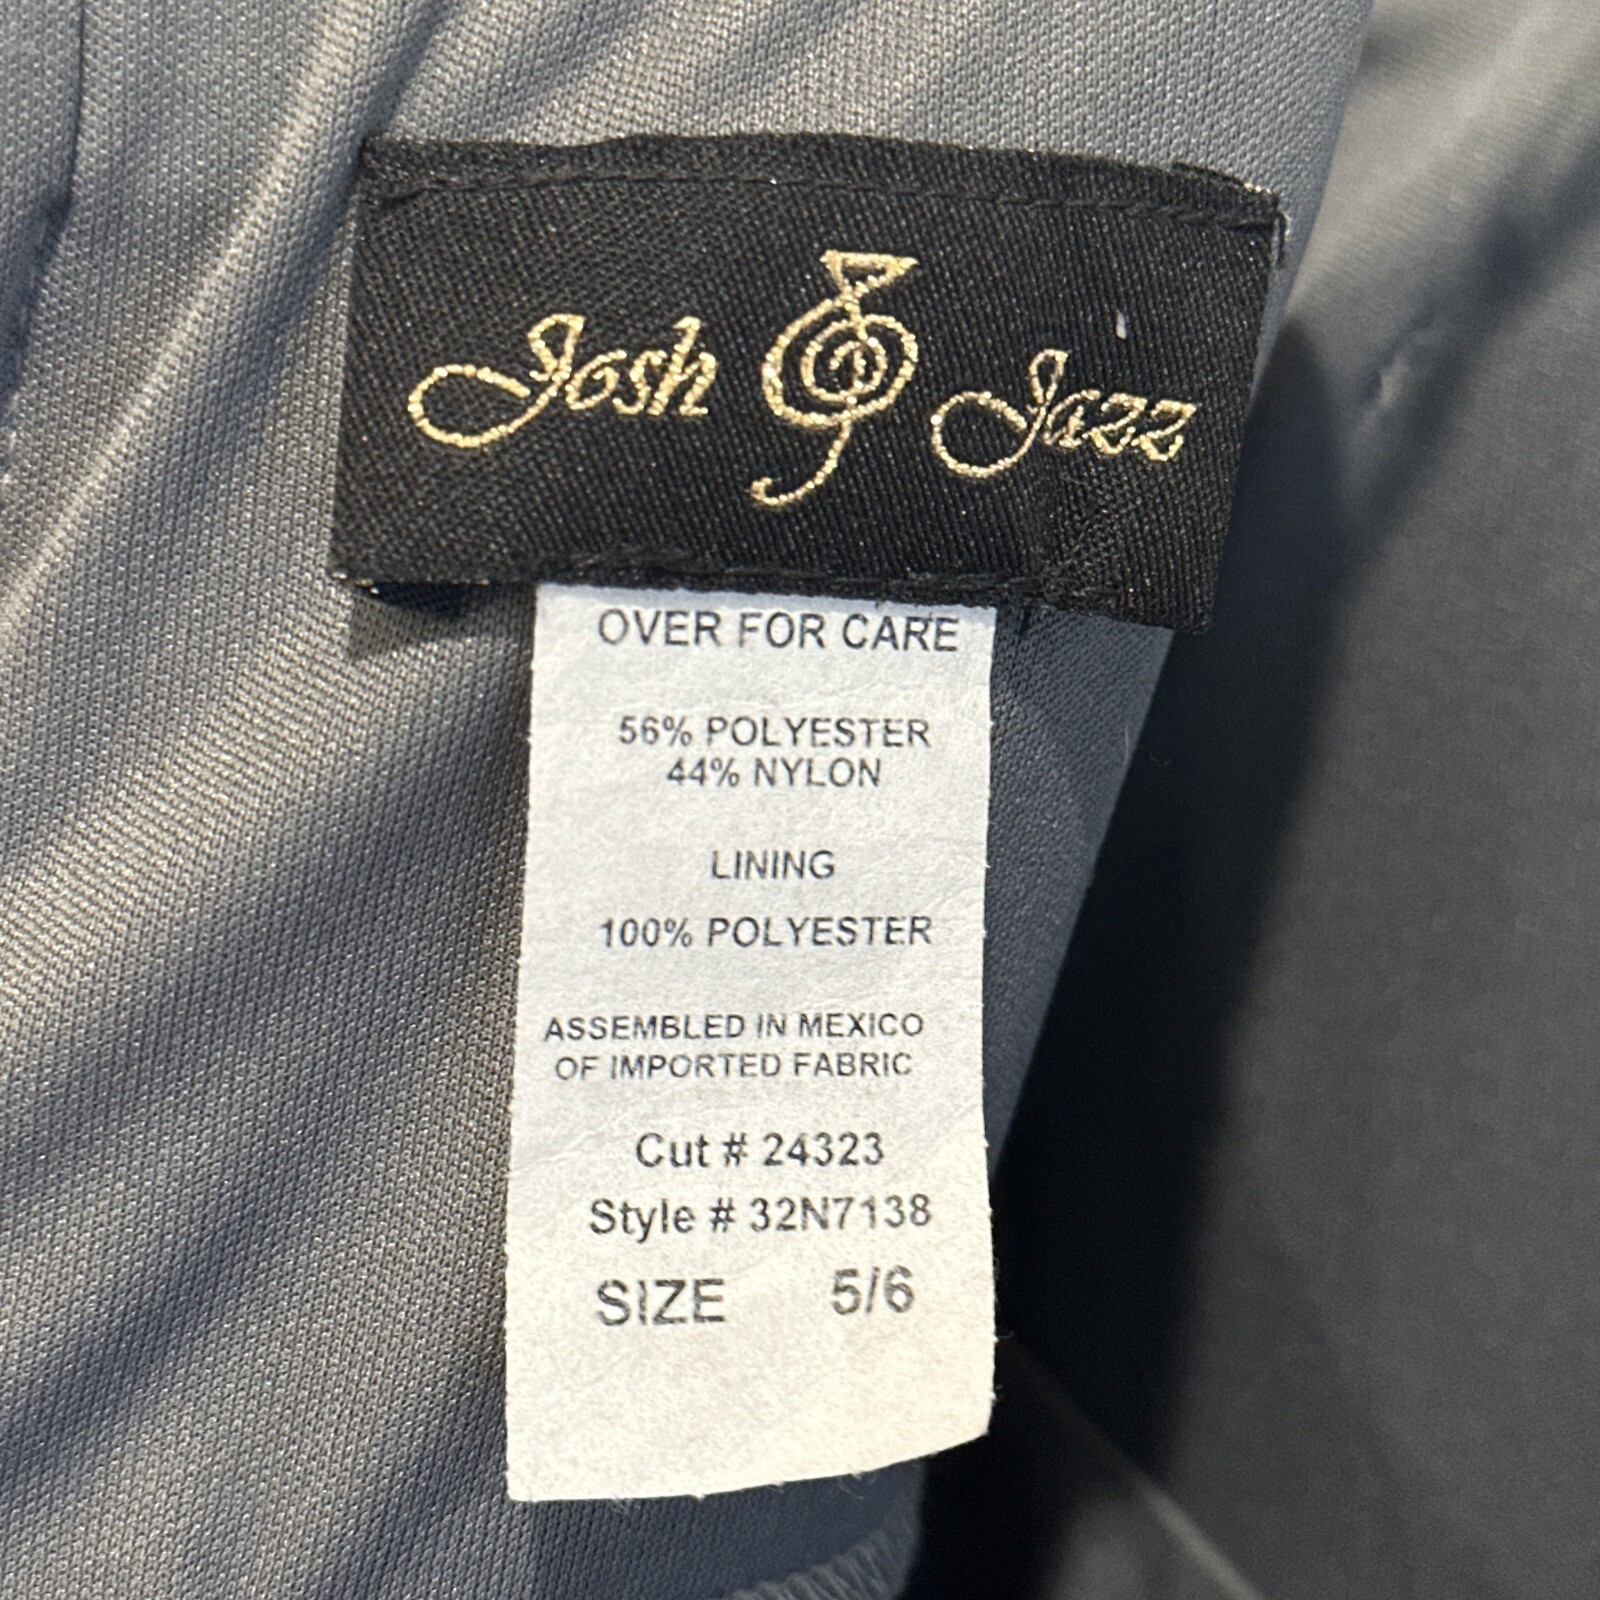 Josh & Jazz
OVER FOR CARE
56% POLYESTER
44% NYLON
LINING
100% POLYESTER
ASSEMBLED IN MEXICO
OF IMPORTED FABRIC
Cut # 24323
Style # 32N7138
SIZE 5/6